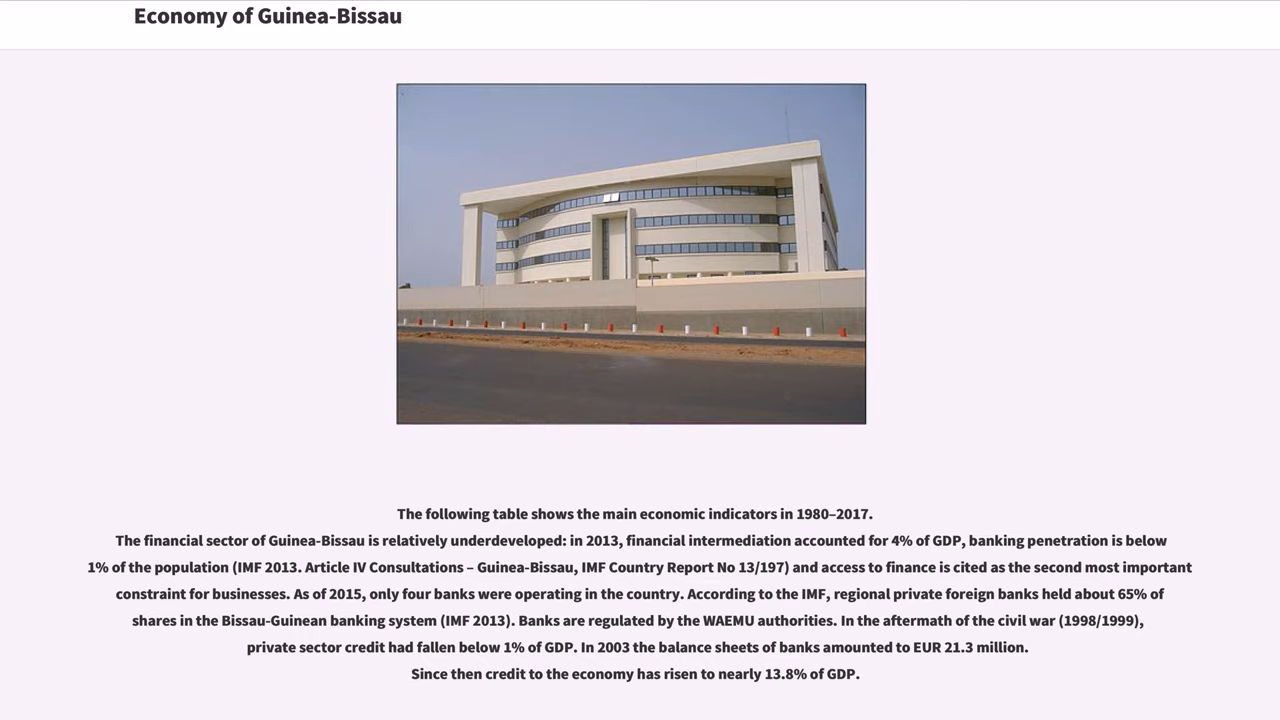 Economy of Guinea-Bissau
The following table shows the main economic indicators in 1980–2017.
The financial sector of Guinea-Bissau is relatively underdeveloped: in 2013, financial intermediation accounted for 4% of GDP, banking penetration is below
1% of the population (IMF 2013. Article IV Consultations – Guinea-Bissau, IMF Country Report No 13/197) and access to finance is cited as the second most important
constraint for businesses. As of 2015, only four banks were operating in the country. According to the IMF, regional private foreign banks held about 65% of
shares in the Bissau-Guinean banking system (IMF 2013). Banks are regulated by the WAEMU authorities. In the aftermath of the civil war (1998/1999),
private sector credit had fallen below 1% of GDP. In 2003 the balance sheets of banks amounted to EUR 21.3 million.
Since then credit to the economy has risen to nearly 13.8% of GDP.